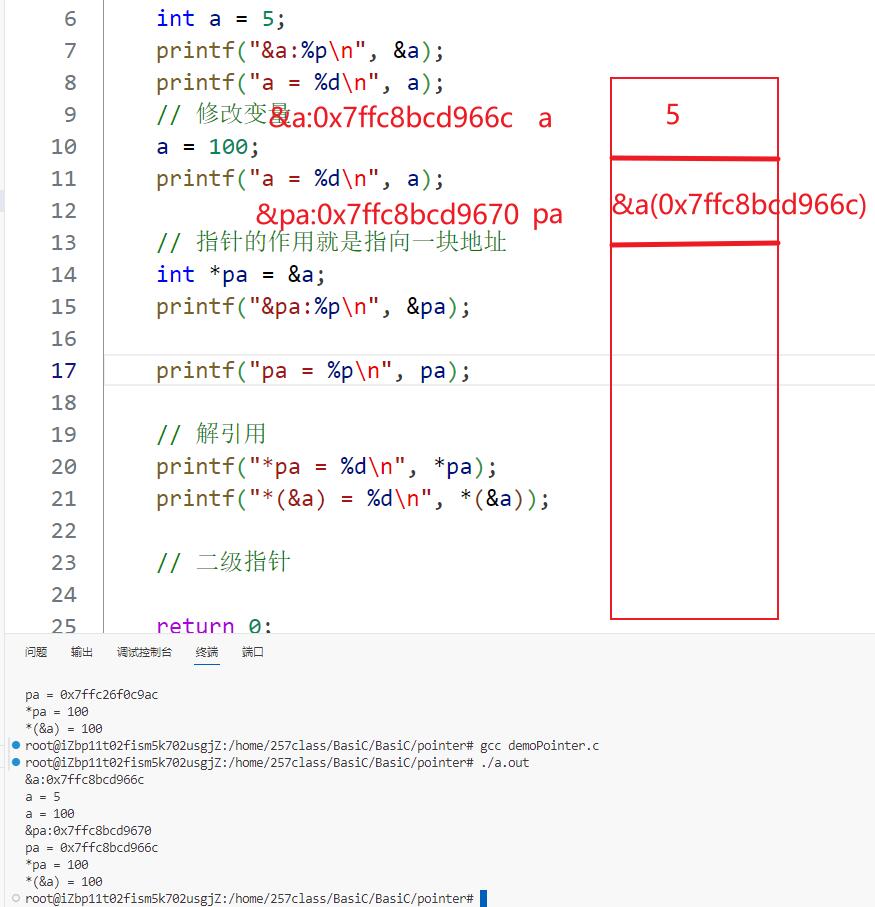 6 int a = 5;
7 printf("&a:%p\n", &a);
8 printf("a = %d\n", a);
9 // 修改变量
&a:0x7ffc8bcd966c a 5
10 a = 100;
11 printf("a = %d\n", a);
12
&pa:0x7ffc8bcd9670 pa &a(0x7ffc8bcd966c)
13 // 指针的作用就是指向一块地址
14 int *pa = &a;
15 printf("&pa:%p\n", &pa);
16
17 printf("pa = %p\n", pa);
18
19 // 解引用
20 printf("*pa = %d\n", *pa);
21 printf("*(&a) = %d\n", *(&a));
22
23 // 二级指针
24
25 return 0;
问题 输出 调试控制台 终端 端口
pa = 0x7ffc26f0c9ac
*pa = 100
*(&a) = 100
root@iZbp11t02fism5k702usgjZ:/home/257class/BasiC/BasiC/pointer# gcc demoPointer.c
root@iZbp11t02fism5k702usgjZ:/home/257class/BasiC/BasiC/pointer# ./a.out
&a:0x7ffc8bcd966c
a = 5
a = 100
&pa:0x7ffc8bcd9670
pa = 0x7ffc8bcd966c
*pa = 100
*(&a) = 100
root@iZbp11t02fism5k702usgjZ:/home/257class/BasiC/BasiC/pointer#